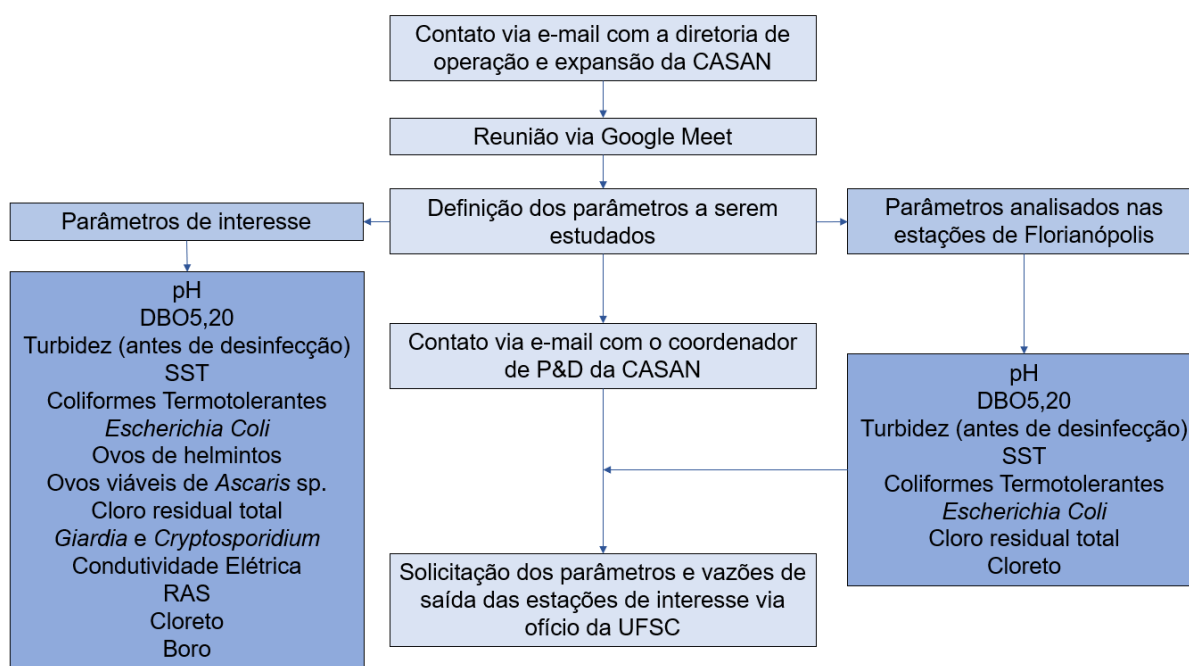 Contato via e-mail com a diretoria de
operação e expansão da CASAN
Reunião via Google Meet
Definição dos parâmetros a serem
estudados
Parâmetros de interesse
pH
DBO5,20
Turbidez (antes de desinfecção)
SST
Coliformes Termotolerantes
Escherichia Coli
Ovos de helmintos
Ovos viáveis de Ascaris sp.
Cloro residual total
Giardia e Cryptosporidium
Condutividade Elétrica
RAS
Cloreto
Boro
Parâmetros analisados nas
estações de Florianópolis
pH
DBO5,20
Turbidez (antes de desinfecção)
SST
Coliformes Termotolerantes
Escherichia Coli
Cloro residual total
Cloreto
Contato via e-mail com o coordenador
de P&D da CASAN
Solicitação dos parâmetros e vazões de
saída das estações de interesse via
ofício da UFSC